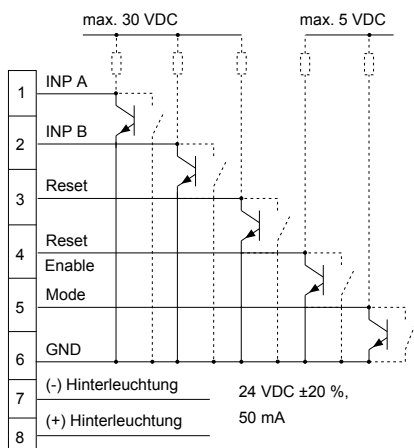 max. 30 VDC
max. 5 VDC
1
INP A
2
INP B
3
Reset
4
Reset
Enable
5
Mode
6
GND
7
(-) Hinterleuchtung
24 VDC ±20 %,
50 mA
8
(+) Hinterleuchtung